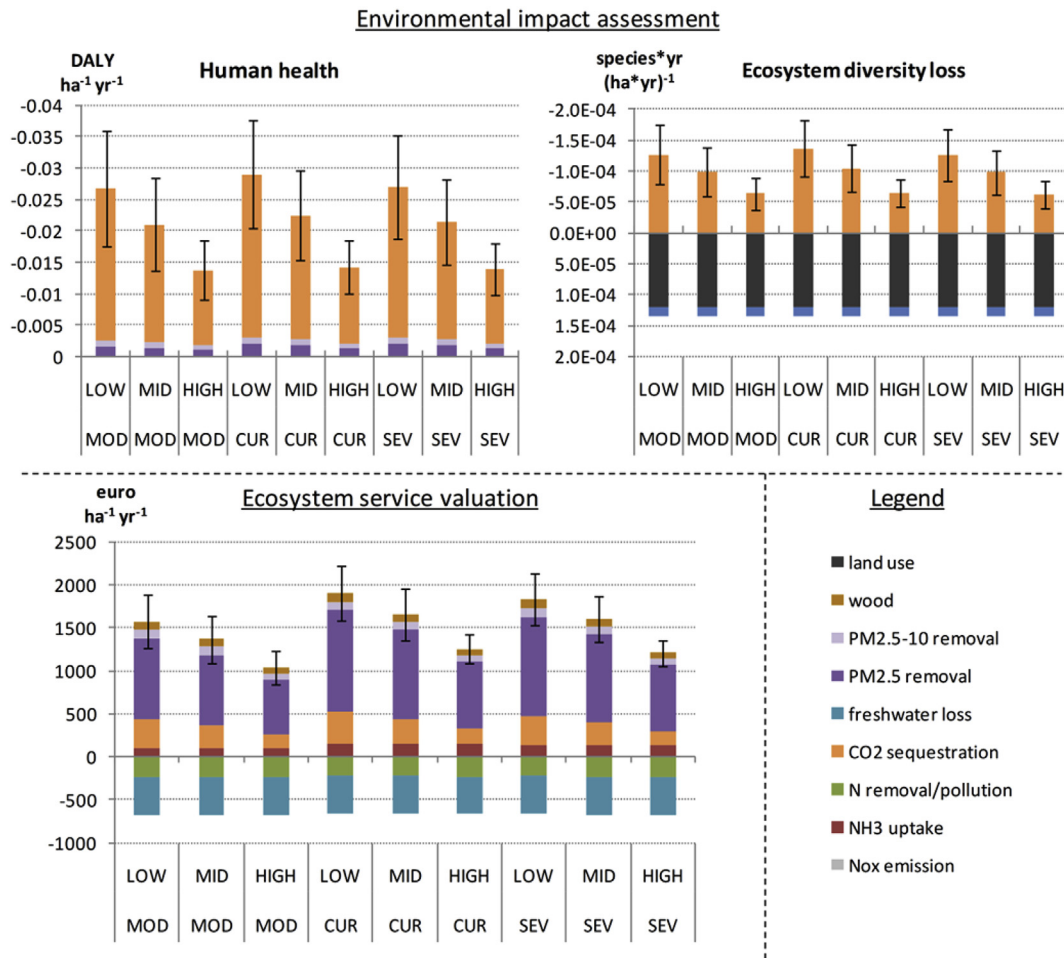 Environmental impact assessment
DALY
ha⁻¹ yr⁻¹
Human health
-0.04
-0.035
-0.03
-0.025
-0.02
-0.015
-0.01
-0.005
0
LOW MID HIGH LOW MID HIGH LOW MID HIGH
MOD MOD MOD CUR CUR CUR SEV SEV SEV
species*yr
(ha*yr)⁻¹
Ecosystem diversity loss
-2.0E-04
-1.5E-04
-1.0E-04
-5.0E-05
0.0E+00
5.0E-05
1.0E-04
1.5E-04
2.0E-04
LOW MID HIGH LOW MID HIGH LOW MID HIGH
MOD MOD MOD CUR CUR CUR SEV SEV SEV
euro
ha⁻¹ yr⁻¹
Ecosystem service valuation
2500
2000
1500
1000
500
0
-500
-1000
LOW MID HIGH LOW MID HIGH LOW MID HIGH
MOD MOD MOD CUR CUR CUR SEV SEV SEV
Legend
land use
wood
PM2.5-10 removal
PM2.5 removal
freshwater loss
CO2 sequestration
N removal/pollution
NH3 uptake
Nox emission